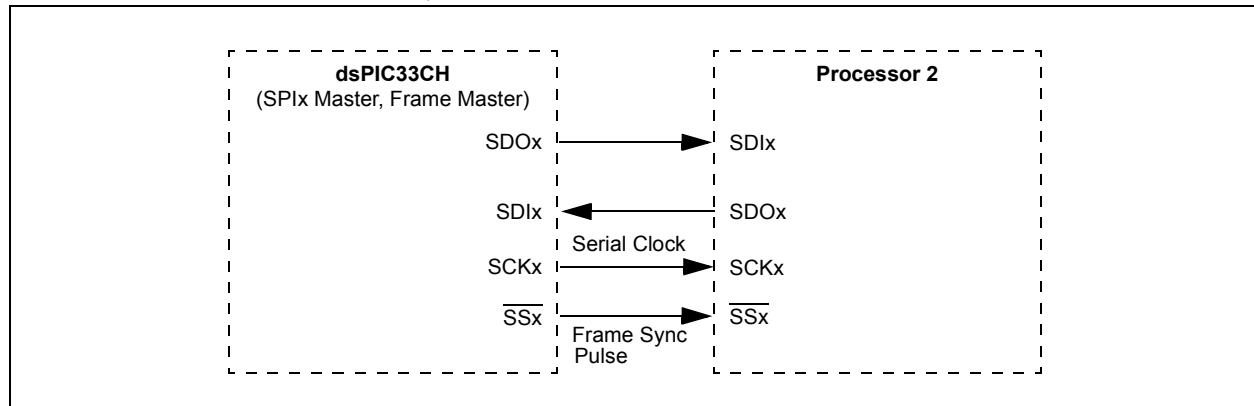 dsPIC33CH
(SPIx Master, Frame Master)
Processor 2
SDOx
SDIx
SDIx
SDOx
Serial Clock
SCKx
SCKx
SSx
SSx
Frame Sync
Pulse